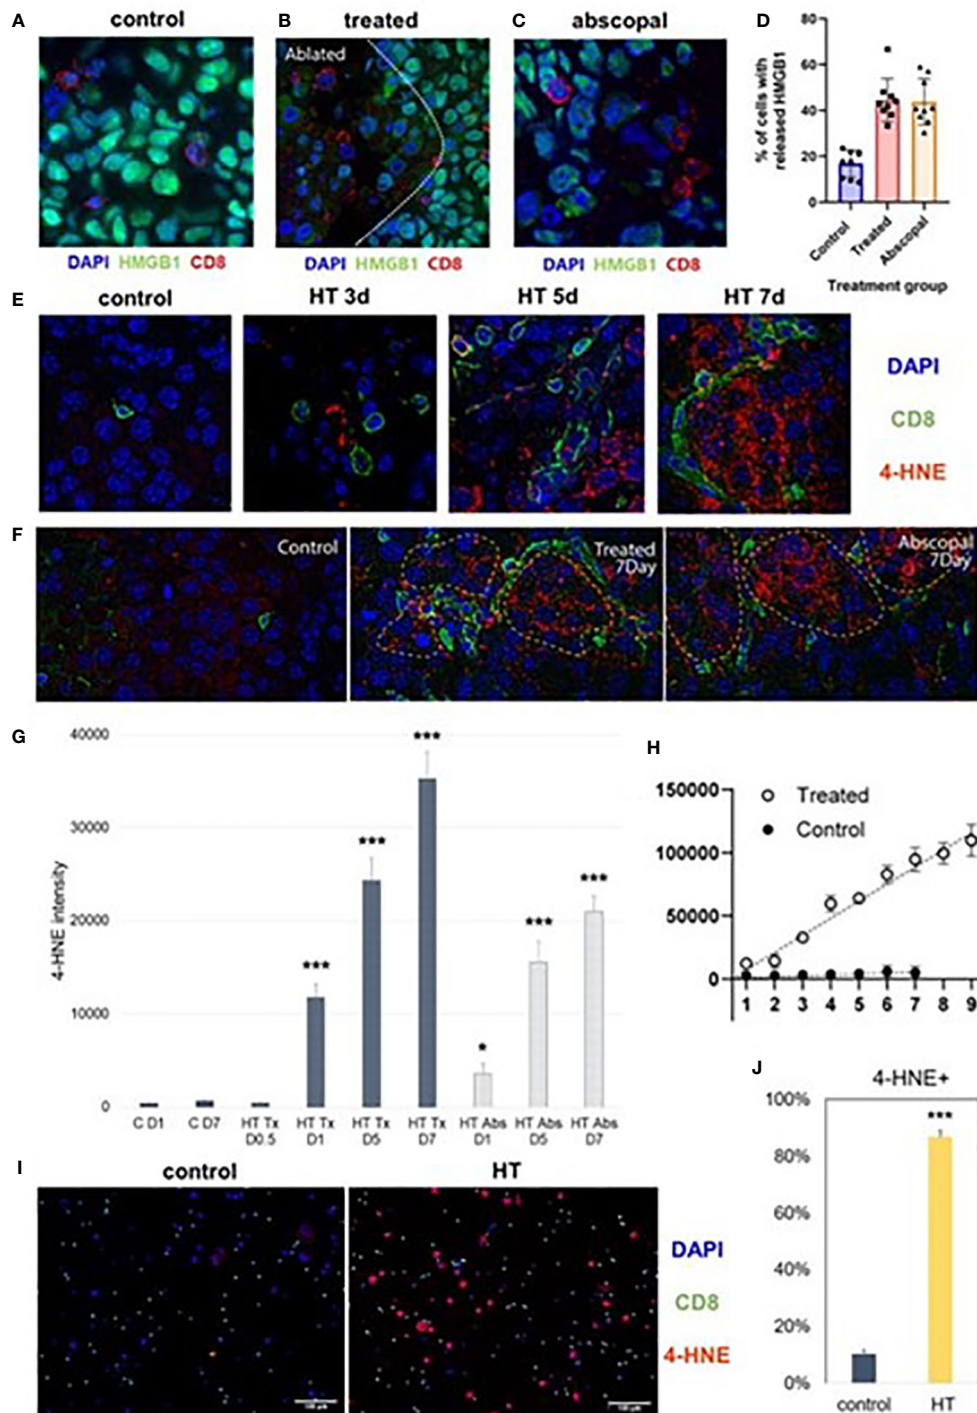 A control
B treated
C abscopal
D
Ablated
DAPI HMGB1 CD8
DAPI HMGB1 CD8
DAPI HMGB1 CD8
% of cells with
released HMGB1
80
60
40
20
0
Control
Treated
Abscopal
Treatment group
E control
HT 3d
HT 5d
HT 7d
DAPI
CD8
4-HNE
F
Control
Treated
7Day
Abscopal
7Day
G
4-HNE intensity
40000
30000
20000
10000
0
***
***
***
*
***
***
C D1
C D7
HT Tx
D0.5
HT Tx
D1
HT Tx
D5
HT Tx
D7
HT Abs
D1
HT Abs
D5
HT Abs
D7
H
150000
100000
50000
0
Treated
Control
1 2 3 4 5 6 7 8 9
I control
HT
DAPI
CD8
4-HNE
J
4-HNE+
100%
80%
60%
40%
20%
0%
***
control
HT